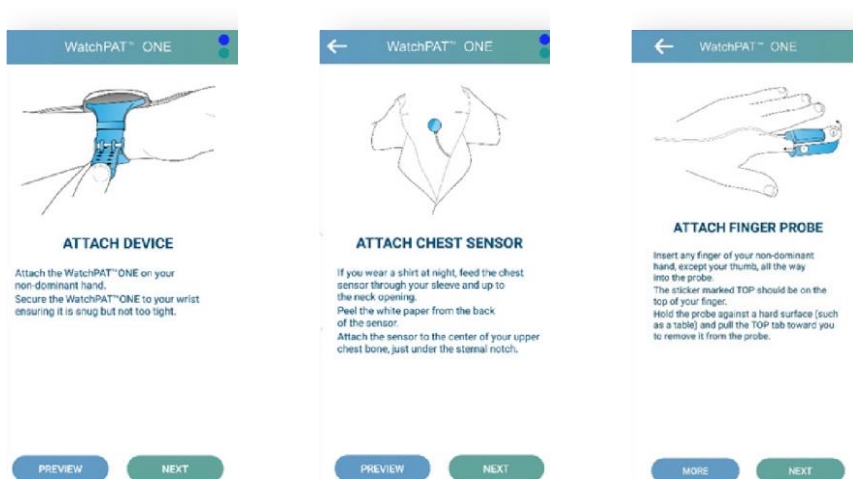 WatchPAT™ ONE
ATTACH DEVICE
Attach the WatchPAT™ONE on your
non-dominant hand.
Secure the WatchPAT™ONE to your wrist
ensuring it is snug but not too tight.
PREVIEW
NEXT
WatchPAT™ ONE
ATTACH CHEST SENSOR
If you wear a shirt at night, feed the chest
sensor through your sleeve and up to
the neck opening.
Peel the white paper from the back
of the sensor.
Attach the sensor to the center of your upper
chest bone, just under the sternal notch.
PREVIEW
NEXT
WatchPAT™ ONE
ATTACH FINGER PROBE
Insert any finger of your non-dominant
hand, except your thumb, all the way
into the probe.
The sticker marked TOP should be on the
top of your finger.
Hold the probe against a hard surface (such
as a table) and pull the TOP tab toward you
to remove it from the probe.
MORE
NEXT